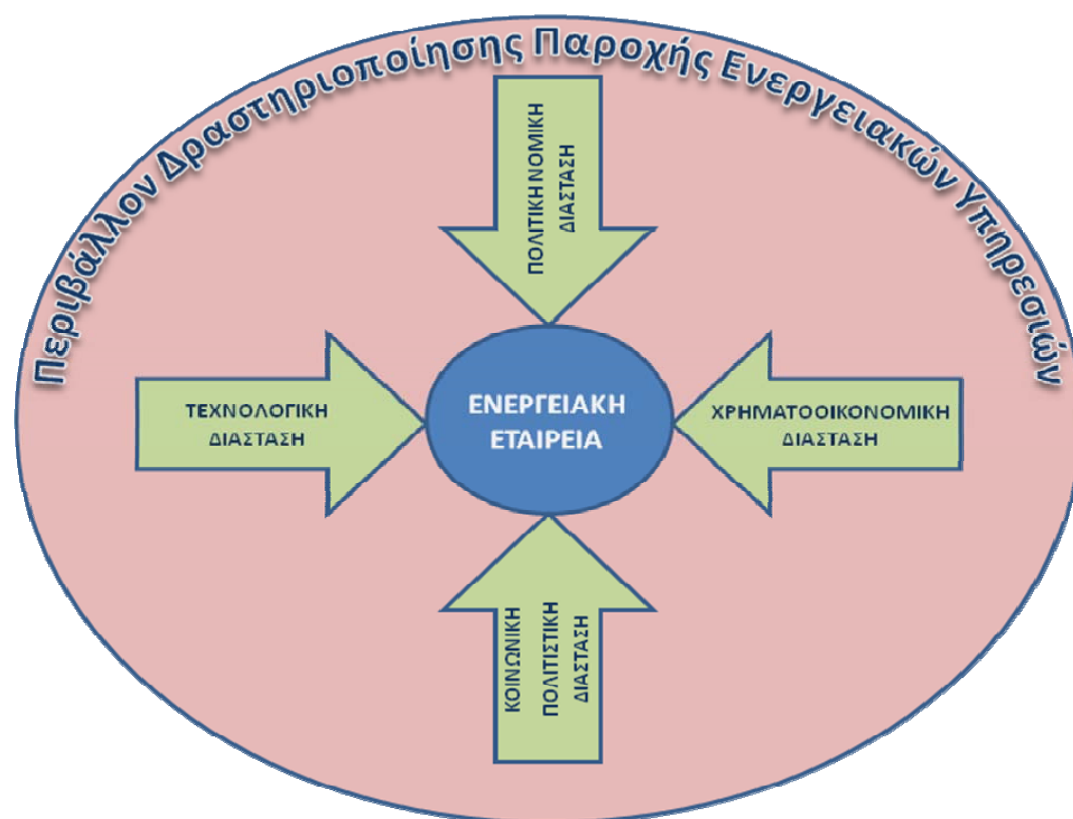 Περιβάλλον Δραστηριοποίησης Παροχής Ενεργειακών Υπηρεσιών
ΠΟΛΙΤΙΚΗ ΝΟΜΙΚΗ
ΔΙΑΣΤΑΣΗ
ΤΕΧΝΟΛΟΓΙΚΗ
ΔΙΑΣΤΑΣΗ
ΕΝΕΡΓΕΙΑΚΗ
ΕΤΑΙΡΕΙΑ
ΧΡΗΜΑΤΟΟΙΚΟΝΟΜΙΚΗ
ΔΙΑΣΤΑΣΗ
ΚΟΙΝΩΝΙΚΗ
ΠΟΛΙΤΙΣΤΙΚΗ
ΔΙΑΣΤΑΣΗ